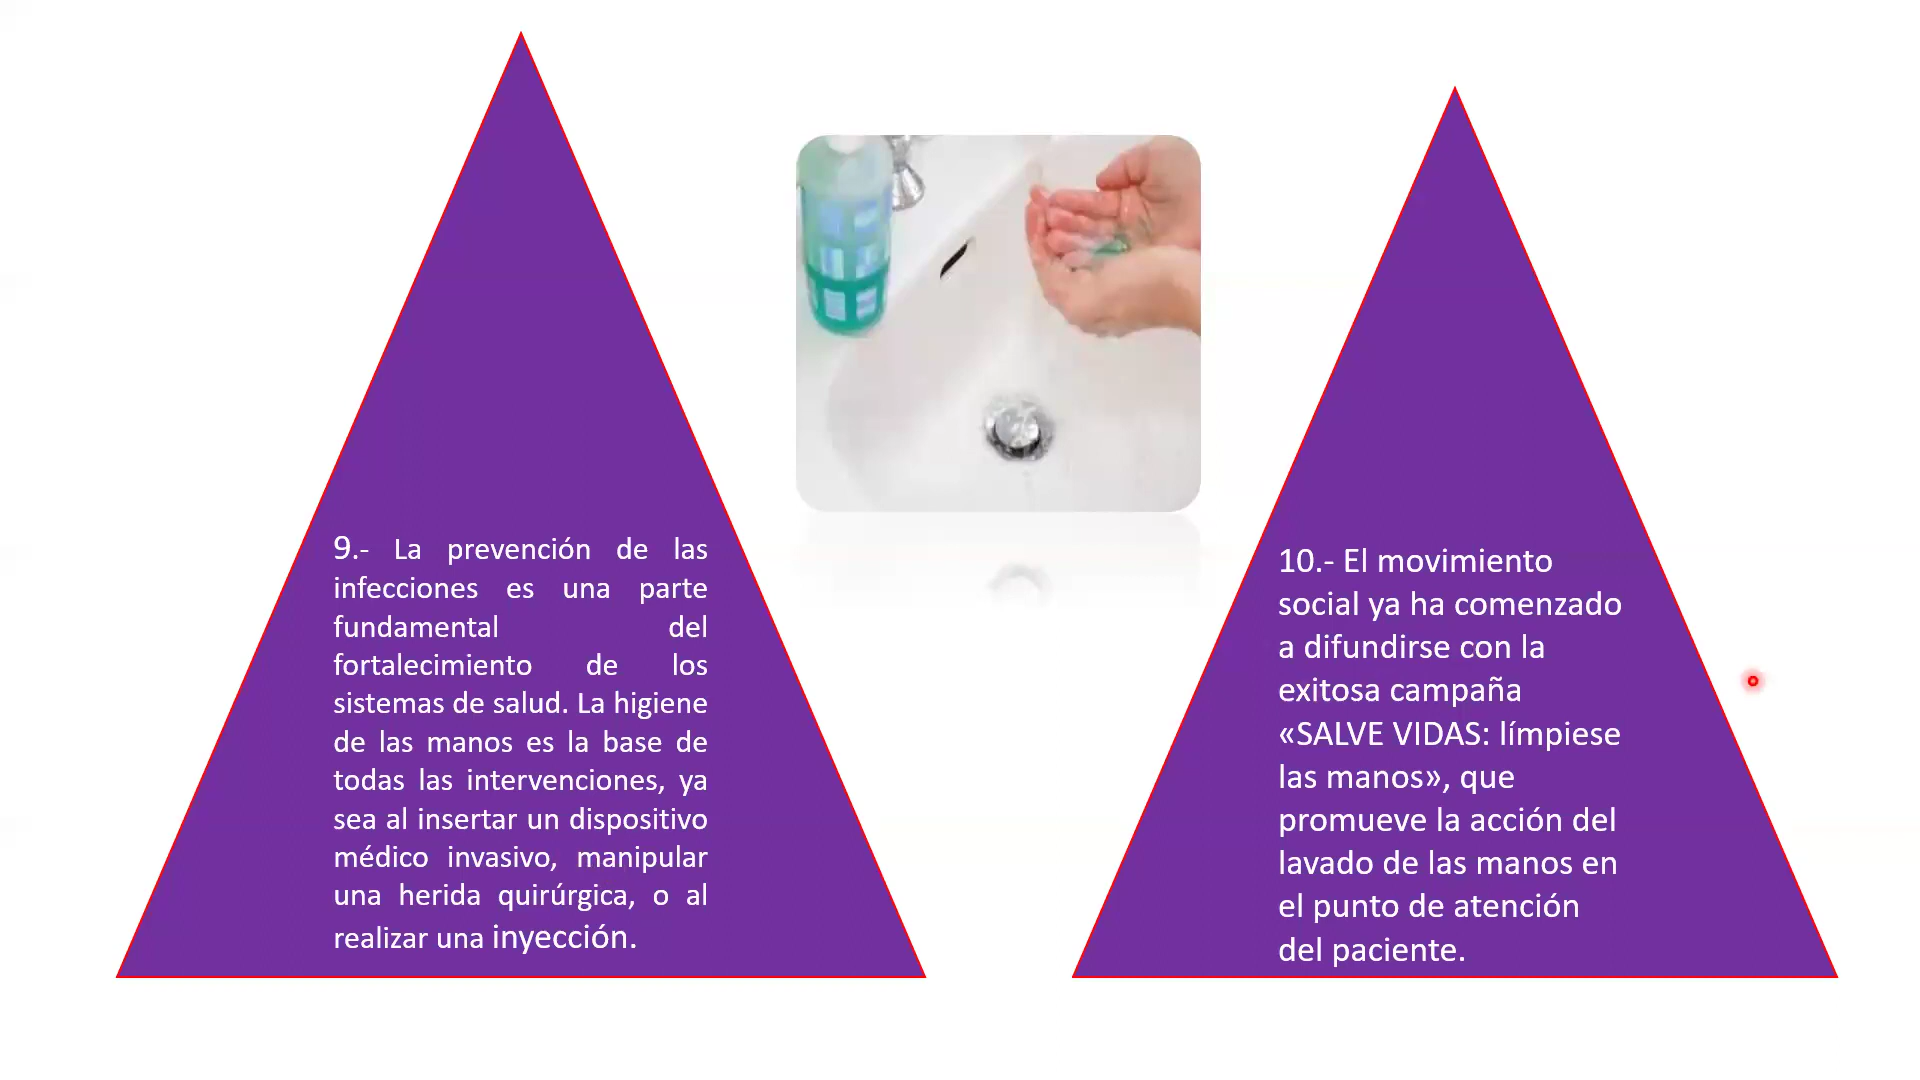 9.- La prevención de las
infecciones es una parte
fundamental del
fortalecimiento de los
sistemas de salud. La higiene
de las manos es la base de
todas las intervenciones, ya
sea al insertar un dispositivo
médico invasivo, manipular
una herida quirúrgica, o al
realizar una inyección.
10.- El movimiento
social ya ha comenzado
a difundirse con la
exitosa campaña
«SALVE VIDAS: límpiese
las manos», que
promueve la acción del
lavado de las manos en
el punto de atención
del paciente.